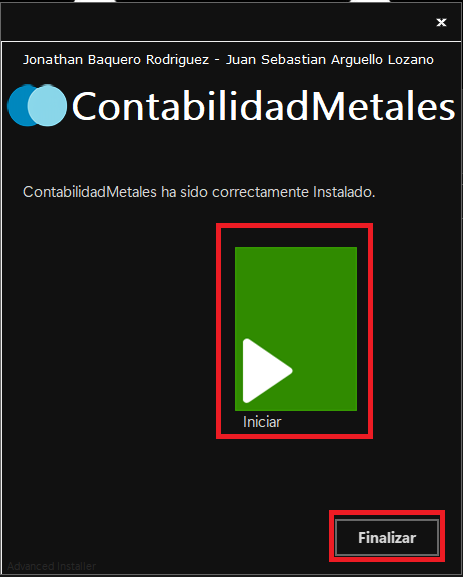 Jonathan Baquero Rodriguez - Juan Sebastian Arguello Lozano
ContabilidadMetales
ContabilidadMetales ha sido correctamente Instalado.
Iniciar
Finalizar
Advanced Installer